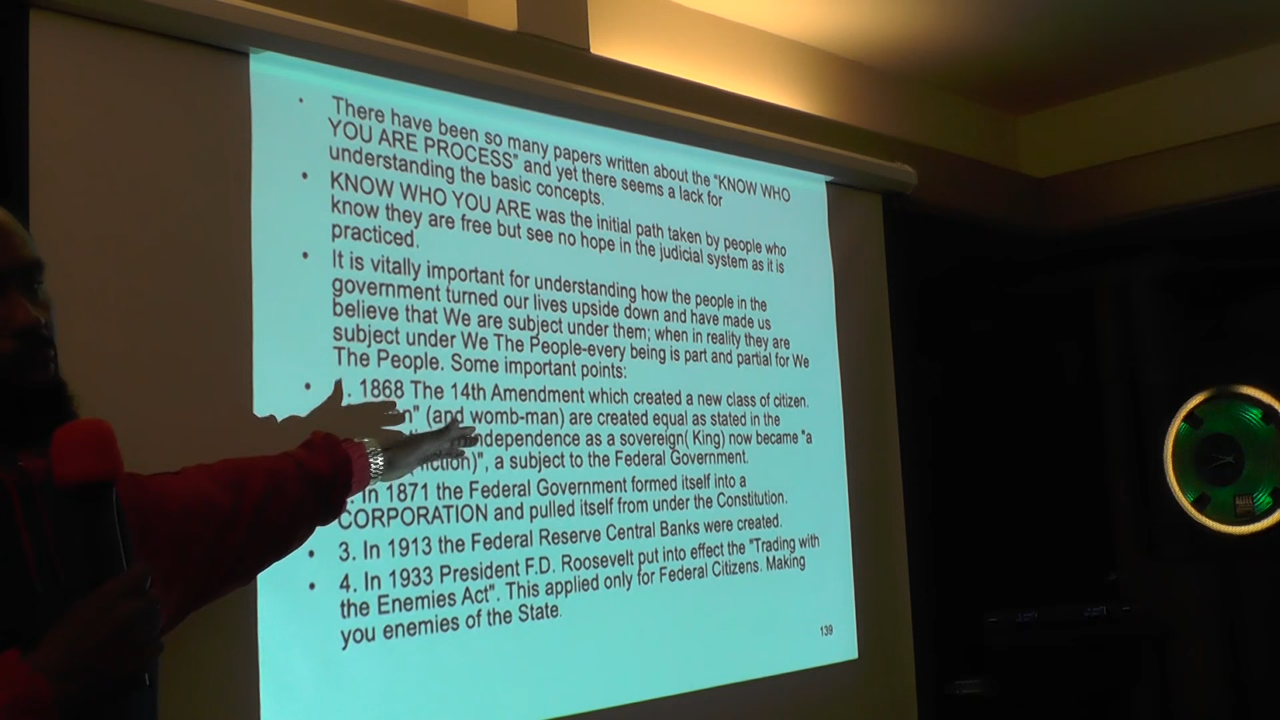 • There have been so many papers written about the "KNOW WHO
YOU ARE PROCESS" and yet there seems a lack for
understanding the basic concepts.
• KNOW WHO YOU ARE was the initial path taken by people who
know they are free but see no hope in the judicial system as it is
practiced.
• It is vitally important for understanding how the people in the
government turned our lives upside down and have made us
believe that We are subject under them; when in reality they are
subject under We The People-every being is part and partial for We
The People. Some important points:
• . 1868 The 14th Amendment which created a new class of citizen.
(and womb-man) are created equal as stated in the
as a sovereign( King) now became "a
a subject to the Federal Government.
In 1871 the Federal Government formed itself into a
CORPORATION and pulled itself from under the Constitution.
• 3. In 1913 the Federal Reserve Central Banks were created.
• 4. In 1933 President F.D. Roosevelt put into effect the "Trading with
the Enemies Act". This applied only for Federal Citizens. Making
you enemies of the State.
139